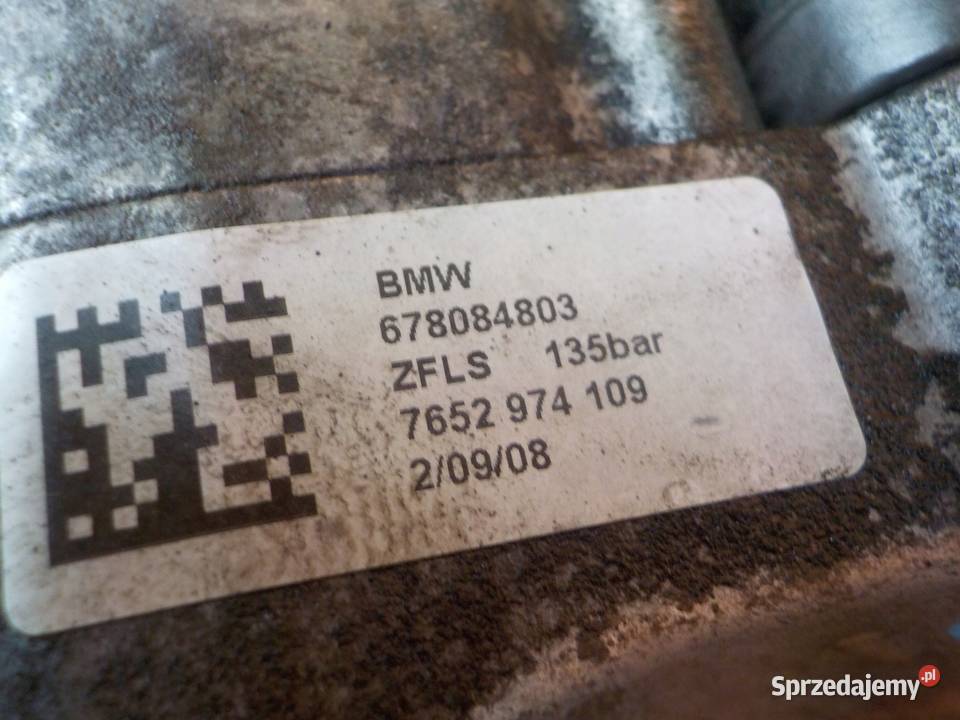 BMW
678084803
ZFLS 135bar
7652 974 109
2/09/08
Sprzedajemy.pl